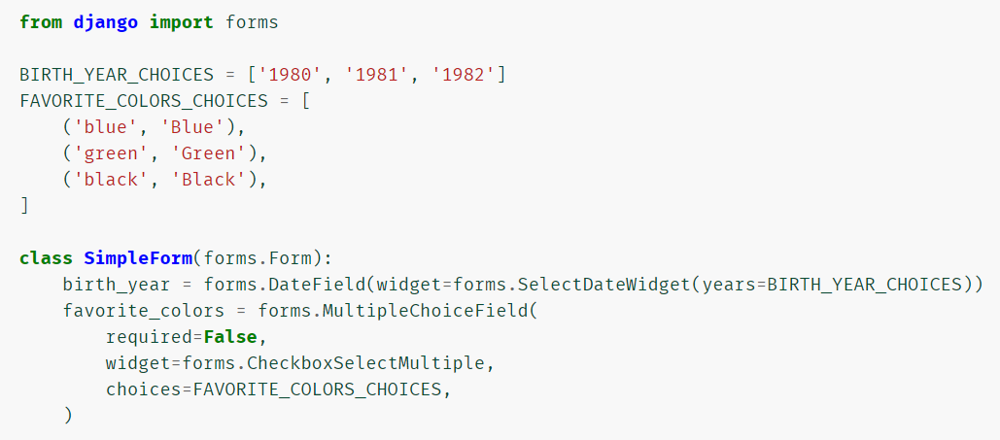 from django import forms

BIRTH_YEAR_CHOICES = ['1980', '1981', '1982']
FAVORITE_COLORS_CHOICES = [
    ('blue', 'Blue'),
    ('green', 'Green'),
    ('black', 'Black'),
]

class SimpleForm(forms.Form):
    birth_year = forms.DateField(widget=forms.SelectDateWidget(years=BIRTH_YEAR_CHOICES))
    favorite_colors = forms.MultipleChoiceField(
        required=False,
        widget=forms.CheckboxSelectMultiple,
        choices=FAVORITE_COLORS_CHOICES,
    )